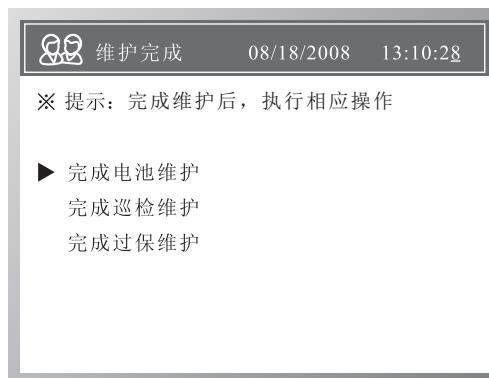 维护完成 08/18/2008 13:10:28
※ 提示：完成维护后，执行相应操作
▶ 完成电池维护
完成巡检维护
完成过保维护